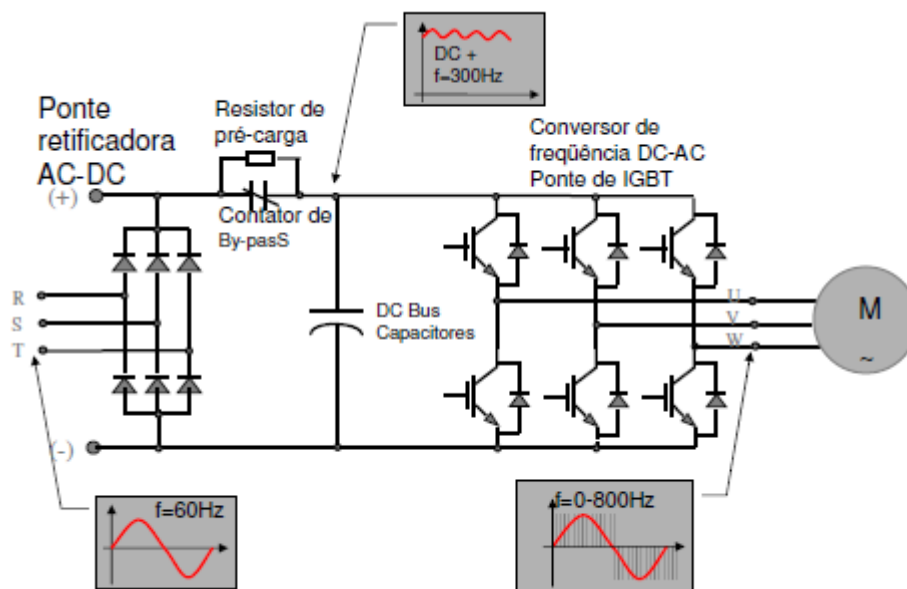 DC +
f=300Hz
Ponte
retificadora
AC-DC
Resistor de
pré-carga
Conversor de
freqüência DC-AC
Ponte de IGBT
(+)
Contator de
By-pasS
R
S
T
DC Bus
Capacitores
U
V
W
M
~
(-)
f=60Hz
f=0-800Hz